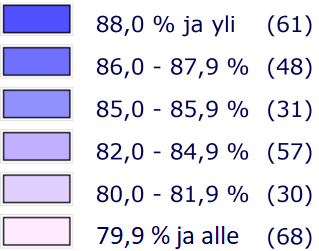 88,0 % ja yli (61)
86,0 - 87,9 % (48)
85,0 - 85,9 % (31)
82,0 - 84,9 % (57)
80,0 - 81,9 % (30)
79,9 % ja alle (68)